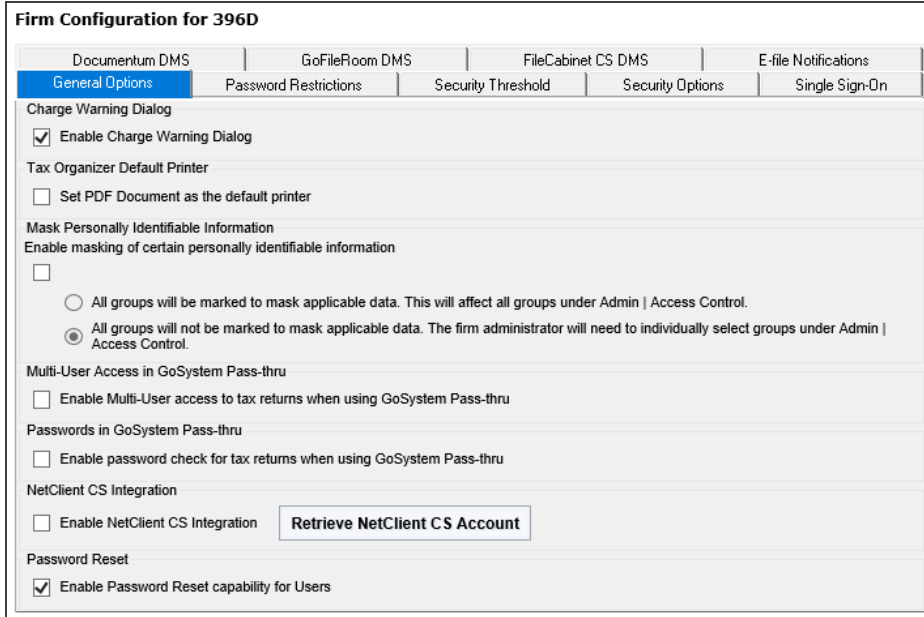 Firm Configuration for 396D
Documentum DMS GoFileRoom DMS FileCabinet CS DMS E-file Notifications
General Options Password Restrictions Security Threshold Security Options Single Sign-On
Charge Warning Dialog
Enable Charge Warning Dialog
Tax Organizer Default Printer
Set PDF Document as the default printer
Mask Personally Identifiable Information
Enable masking of certain personally identifiable information
All groups will be marked to mask applicable data. This will affect all groups under Admin | Access Control.
All groups will not be marked to mask applicable data. The firm administrator will need to individually select groups under Admin |
Access Control.
Multi-User Access in GoSystem Pass-thru
Enable Multi-User access to tax returns when using GoSystem Pass-thru
Passwords in GoSystem Pass-thru
Enable password check for tax returns when using GoSystem Pass-thru
NetClient CS Integration
Enable NetClient CS Integration Retrieve NetClient CS Account
Password Reset
Enable Password Reset capability for Users